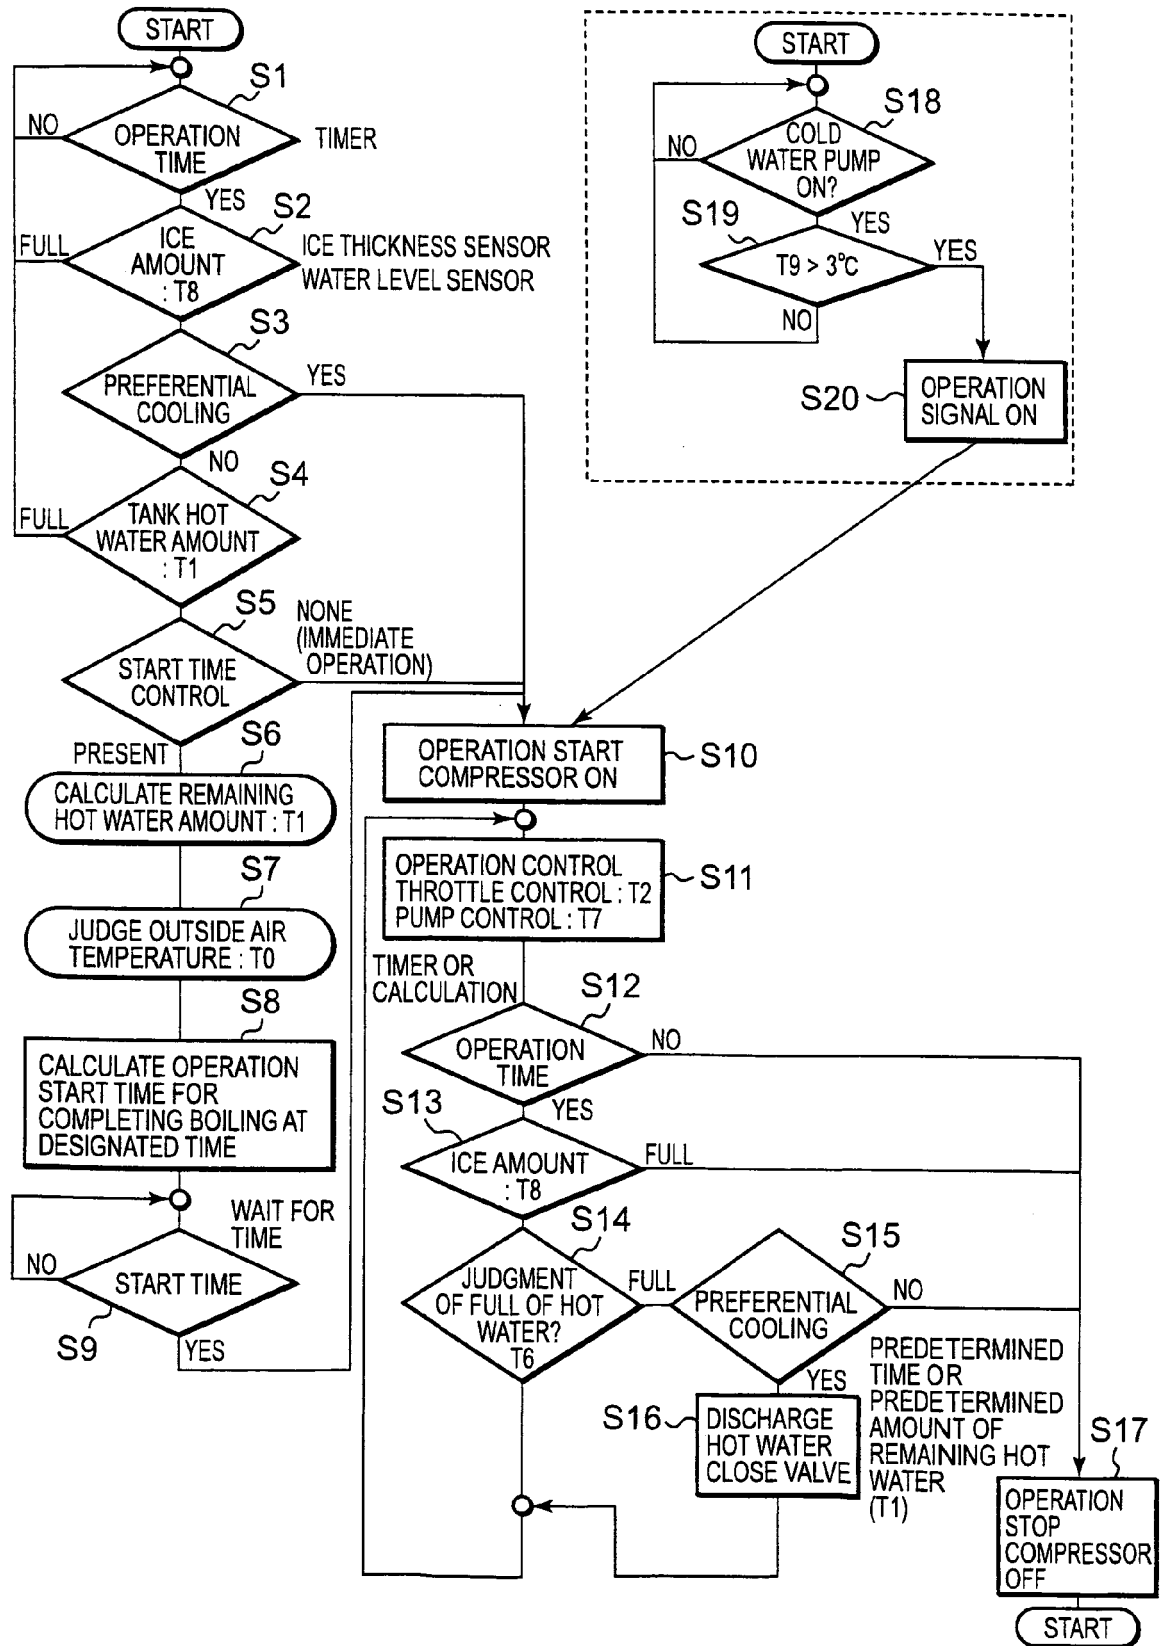 START
S1
NO
OPERATION
TIME
TIMER
YES
S2
FULL
ICE
AMOUNT
: T8
ICE THICKNESS SENSOR
WATER LEVEL SENSOR
S3
PREFERENTIAL
COOLING
YES
NO
S4
FULL
TANK HOT
WATER AMOUNT
: T1
S5
START TIME
CONTROL
NONE
(IMMEDIATE
OPERATION)
PRESENT
S6
CALCULATE REMAINING
HOT WATER AMOUNT : T1
S7
JUDGE OUTSIDE AIR
TEMPERATURE : T0
S8
CALCULATE OPERATION
START TIME FOR
COMPLETING BOILING AT
DESIGNATED TIME
WAIT FOR
TIME
NO
START TIME
S9
YES
START
S18
NO
COLD
WATER PUMP
ON?
S19
YES
T9 > 3°C
YES
NO
S20
OPERATION
SIGNAL ON
OPERATION START
COMPRESSOR ON
S10
OPERATION CONTROL
THROTTLE CONTROL : T2
PUMP CONTROL : T7
S11
TIMER OR
CALCULATION
S12
OPERATION
TIME
NO
YES
S13
ICE AMOUNT
: T8
FULL
S14
JUDGMENT
OF FULL OF HOT
WATER?
T6
FULL
S15
PREFERENTIAL
COOLING
NO
YES
S16
DISCHARGE
HOT WATER
CLOSE VALVE
PREDETERMINED
TIME OR
PREDETERMINED
AMOUNT OF
REMAINING HOT
WATER
(T1)
S17
OPERATION
STOP
COMPRESSOR
OFF
START